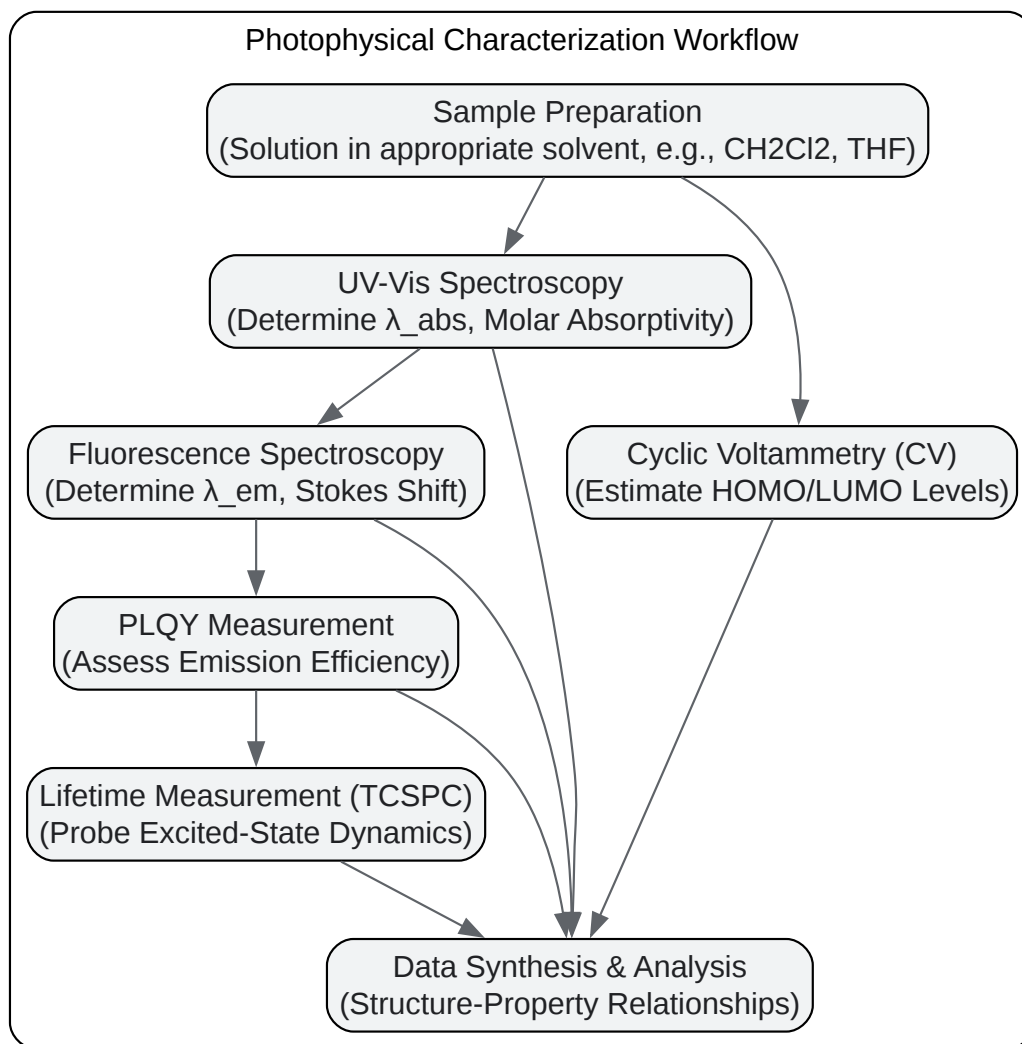 Photophysical Characterization Workflow
Sample Preparation
(Solution in appropriate solvent, e.g., CH2Cl2, THF)
UV-Vis Spectroscopy
(Determine λ_abs, Molar Absorptivity)
Fluorescence Spectroscopy
(Determine λ_em, Stokes Shift)
Cyclic Voltammetry (CV)
(Estimate HOMO/LUMO Levels)
PLQY Measurement
(Assess Emission Efficiency)
Lifetime Measurement (TCSPC)
(Probe Excited-State Dynamics)
Data Synthesis & Analysis
(Structure-Property Relationships)